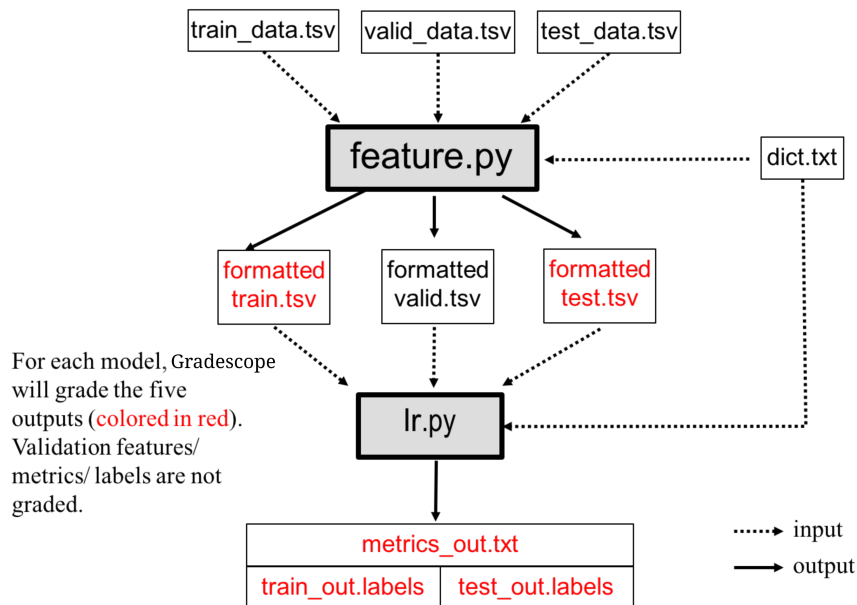 train_data.tsv
valid_data.tsv
test_data.tsv
feature.py
dict.txt
formatted
train.tsv
formatted
valid.tsv
formatted
test.tsv
For each model, Gradescope
will grade the five
outputs (colored in red).
Validation features/
metrics/ labels are not
graded.
lr.py
metrics_out.txt
train_out.labels
test_out.labels
input
output